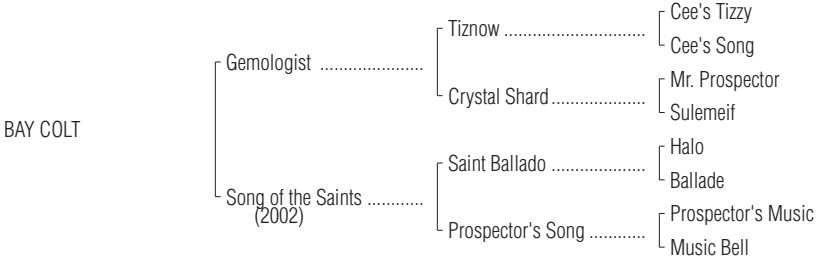 Cee's Tizzy
Tiznow ..............................
Cee's Song
Gemologist ......................
Mr. Prospector
Crystal Shard....................
Sulemeif
BAY COLT
Halo
Saint Ballado ....................
Ballade
Song of the Saints ............
(2002)
Prospector's Music
Prospector's Song ............
Music Bell